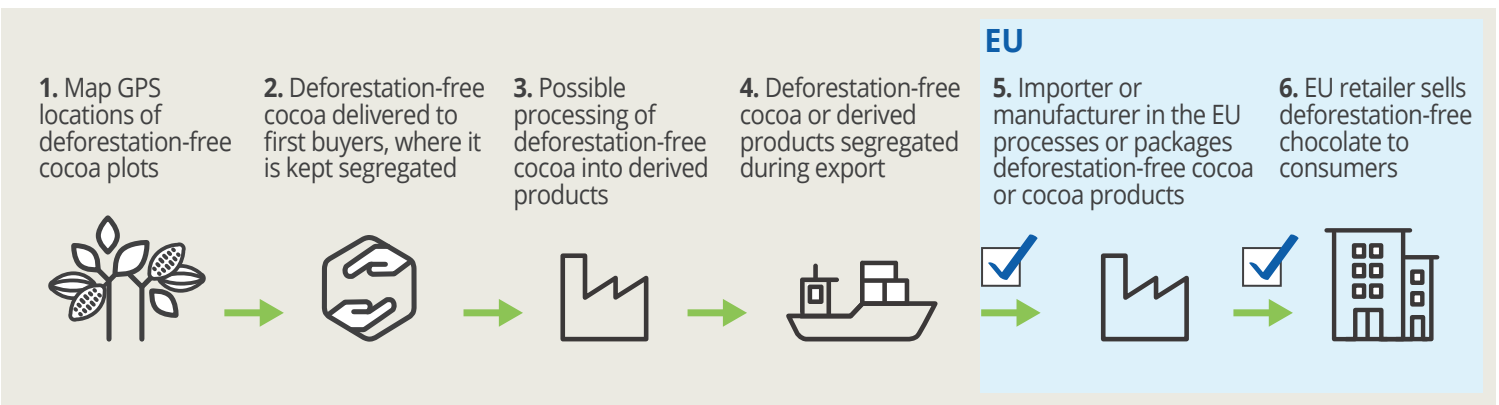 EU
1. Map GPS
locations of
deforestation-free
cocoa plots
2. Deforestation-free
cocoa delivered to
first buyers, where it
is kept segregated
3. Possible
processing of
deforestation-free
cocoa into derived
products
4. Deforestation-free
cocoa or derived
products segregated
during export
5. Importer or
manufacturer in the EU
processes or packages
deforestation-free cocoa
or cocoa products
6. EU retailer sells
deforestation-free
chocolate to
consumers